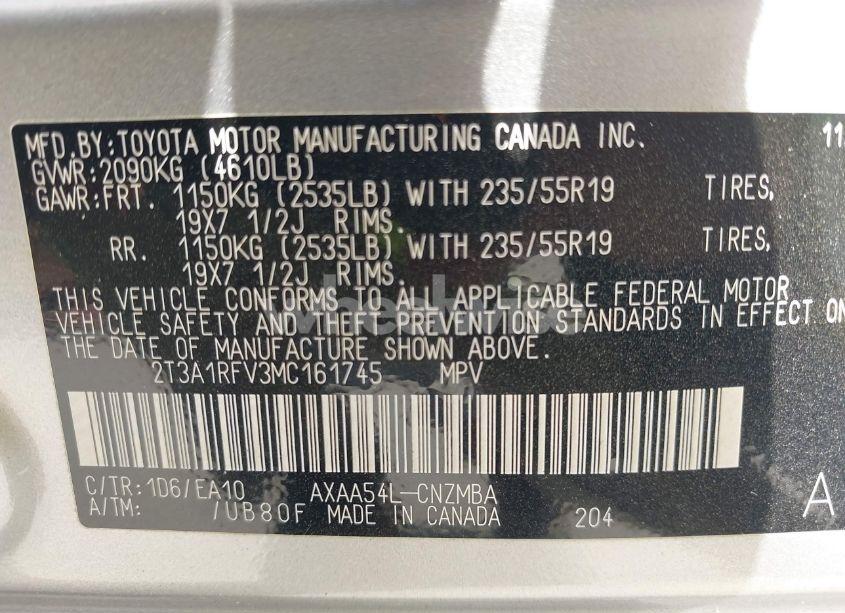 MFD.BY:TOYOTA MOTOR MANUFACTURING CANADA INC. 11
GVWR:2090KG (4610LB)
GAWR:FRT. 1150KG (2535LB) WITH 235/55R19 TIRES,
19X7 1/2J RIMS.
RR. 1150KG (2535LB) WITH 235/55R19 TIRES,
19X7 1/2J RIMS.
THIS VEHICLE CONFORMS TO ALL APPLICABLE FEDERAL MOTOR
VEHICLE SAFETY AND THEFT PREVENTION STANDARDS IN EFFECT ON
THE DATE OF MANUFACTURE SHOWN ABOVE.
2T3A1RFV3MC161745 MPV
C/TR:1D6/EA10 AXAA54L-CNZMBA A
A/TM: /UB80F MADE IN CANADA 204